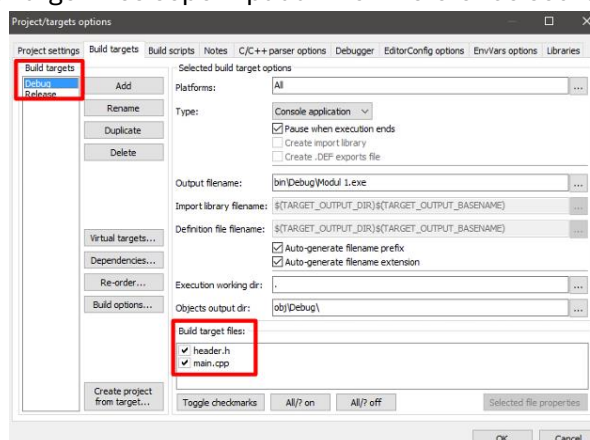 Project/targets options
Project settings Build targets Build scripts Notes C/C++ parser options Debugger EditorConfig options EnvVars options Libraries
Build targets
Debug
Release
Add
Rename
Duplicate
Delete
Virtual targets...
Dependencies...
Re-order...
Build options...
Create project
from target...
Selected build target options
Platforms: All ...
Type: Console application
Pause when execution ends
Create import library
Create .DEF exports file
Output filename: bin\Debug\Modul 1.exe ...
Import library filename: $(TARGET_OUTPUT_DIR)$(TARGET_OUTPUT_BASENAME) ...
Definition file filename: $(TARGET_OUTPUT_DIR)$(TARGET_OUTPUT_BASENAME) ...
Auto-generate filename prefix
Auto-generate filename extension
Execution working dir: . ...
Objects output dir: obj\Debug\ ...
Build target files:
header.h
main.cpp
Toggle checkmarks All/? on All/? off Selected file properties
OK Cancel